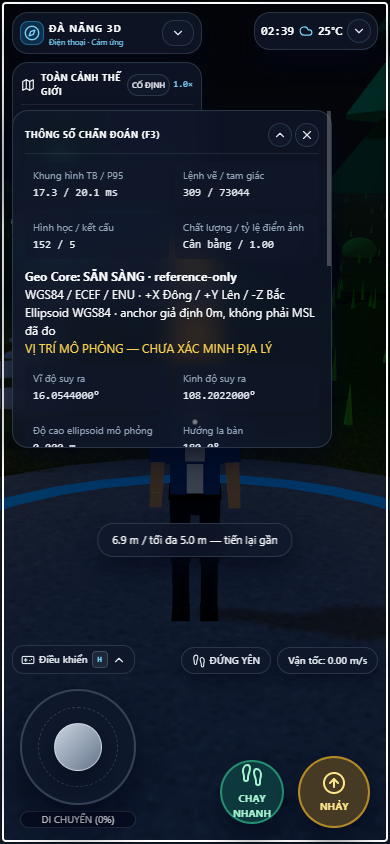 ĐÀ NẴNG 3D
Điện thoại · Cảm ứng
02:39 25°C
TOÀN CẢNH THẾ GIỚI
CỐ ĐỊNH 1.0×
THÔNG SỐ CHẨN ĐOÁN (F3)
Khung hình TB / P95
17.3 / 20.1 ms
Lệnh vẽ / tam giác
309 / 73044
Hình học / kết cấu
152 / 5
Chất lượng / tỷ lệ điểm ảnh
Cân bằng / 1.00
Geo Core: SẴN SÀNG · reference-only
WGS84 / ECEF / ENU · +X Đông / +Y Lên / -Z Bắc
Ellipsoid WGS84 · anchor giả định 0m, không phải MSL
đã đo
VỊ TRÍ MÔ PHỎNG — CHƯA XÁC MINH ĐỊA LÝ
Vĩ độ suy ra
16.0544000°
Kinh độ suy ra
108.2022000°
Độ cao ellipsoid mô phỏng
0.000 m
Hướng la bàn
180.0°
6.9 m / tối đa 5.0 m — tiến lại gần
Điều khiển H
ĐỨNG YÊN
Vận tốc: 0.00 m/s
DI CHUYỂN (0%)
CHẠY
NHANH
NHẢY